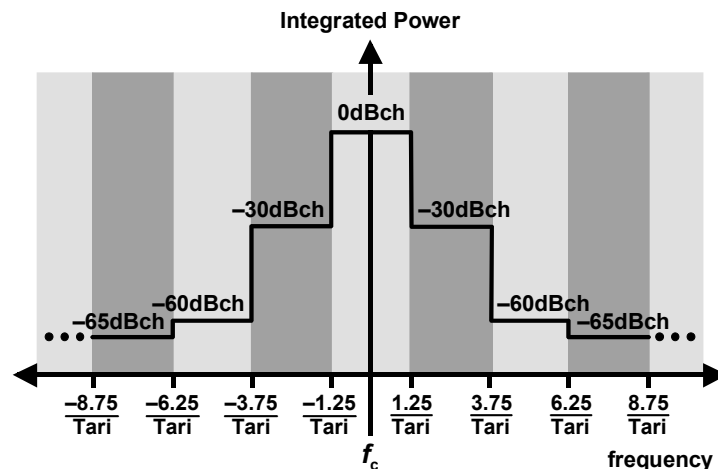 Integrated Power
0dBch
–30dBch –30dBch
–60dBch –60dBch
–65dBch –65dBch
–8.75 –6.25 –3.75 –1.25 1.25 3.75 6.25 8.75
Tari Tari Tari Tari Tari Tari Tari Tari
fc
frequency